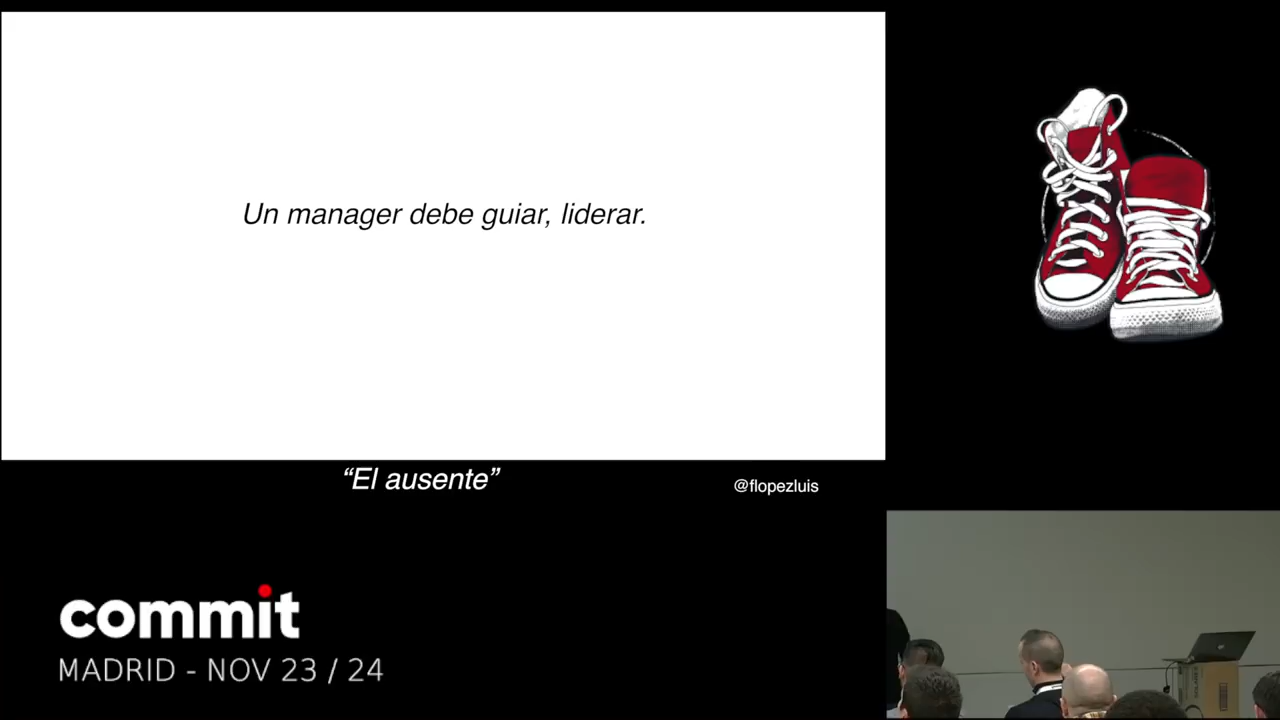 Un manager debe guiar, liderar.
“El ausente”
@flopezluis
commit
MADRID - NOV 23 / 24